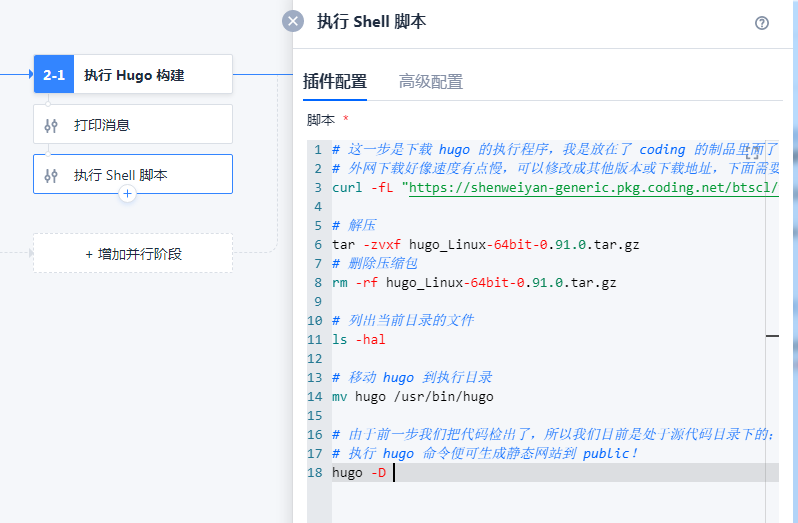 执行 Shell 脚本
2-1 执行 Hugo 构建
打印消息
执行 Shell 脚本
+ 增加并行阶段
插件配置 高级配置
脚本 *
1 # 这一步是下载 hugo 的执行程序，我是放在了 coding 的制品里面了
2 # 外网下载好像速度有点慢，可以修改成其他版本或下载地址，下面需要
3 curl -fL "https://shenweiyan-generic.pkg.coding.net/btscl/
4
5 # 解压
6 tar -zvxf hugo_Linux-64bit-0.91.0.tar.gz
7 # 删除压缩包
8 rm -rf hugo_Linux-64bit-0.91.0.tar.gz
9
10 # 列出当前目录的文件
11 ls -hal
12
13 # 移动 hugo 到执行目录
14 mv hugo /usr/bin/hugo
15
16 # 由于前一步我们把代码检出了，所以我们目前是处于源代码目录下的；
17 # 执行 hugo 命令便可生成静态网站到 public！
18 hugo -D